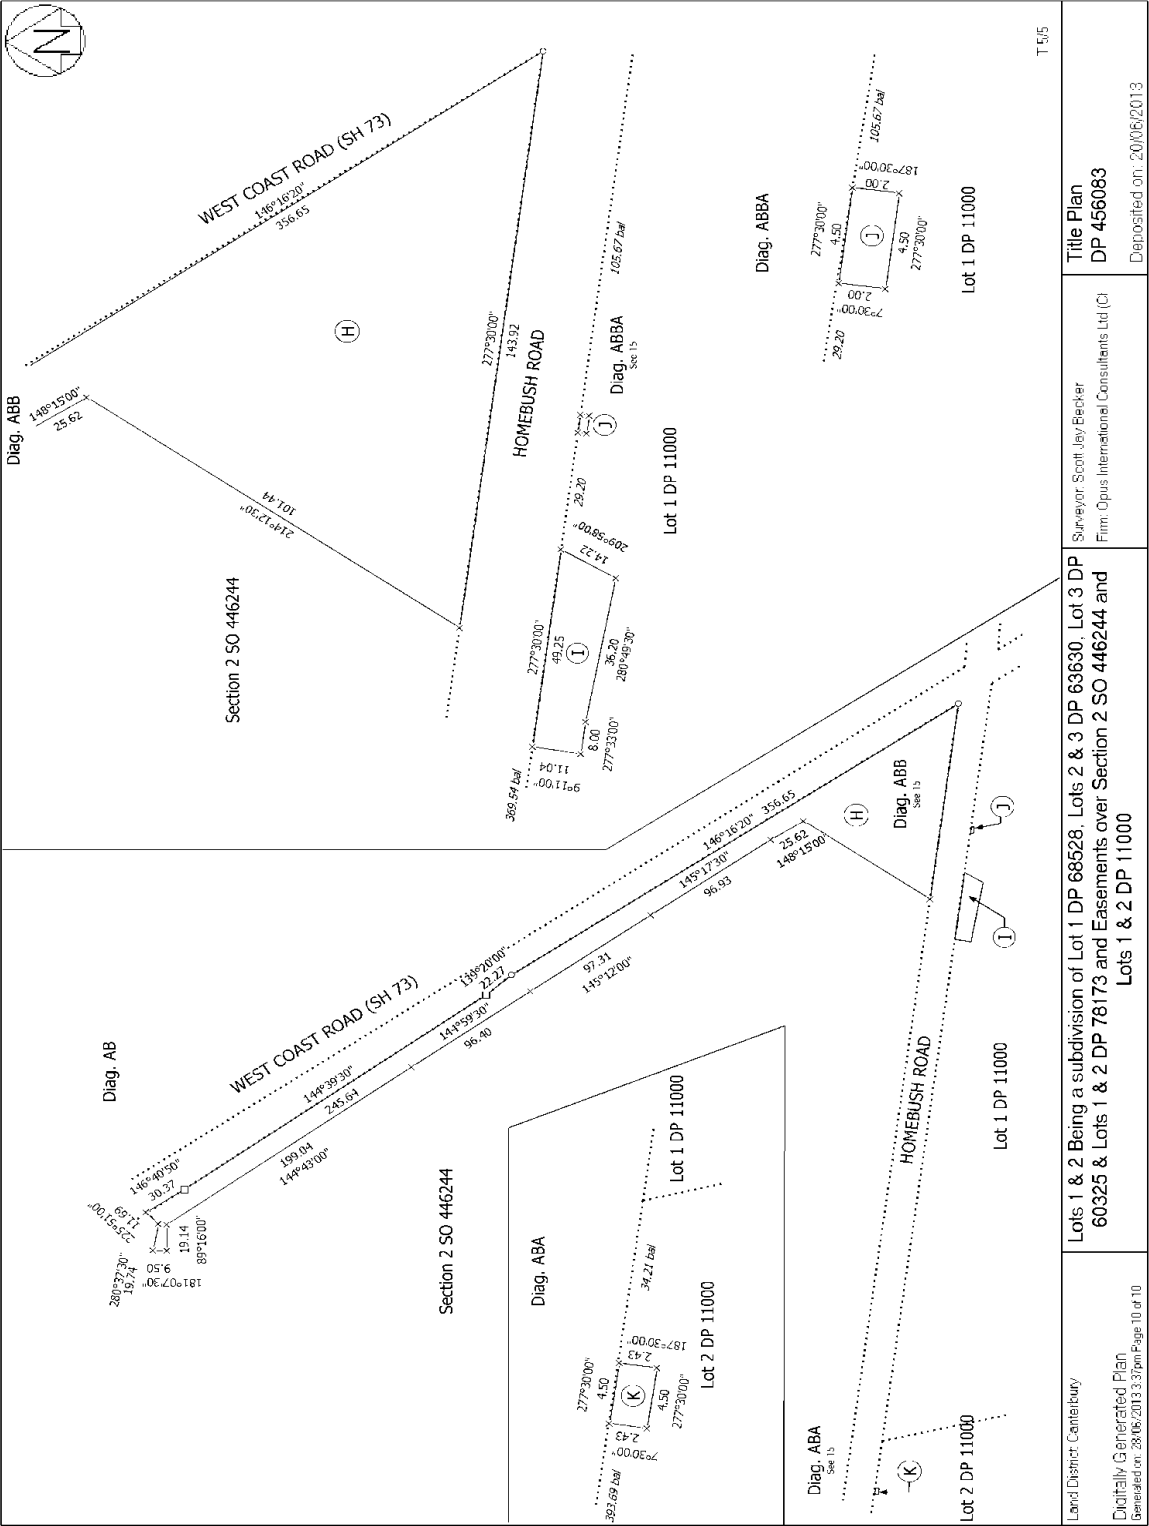 N
Diag. AB
WEST COAST ROAD (SH 73)
280°37'30"
19.74
225°51'00"
11.69
146°40'50"
30.37
181°07'30"
9.50
19.14
89°16'00"
144°39'30"
245.64
199.04
144°43'00"
139°20'00"
22.27
144°59'30"
96.40
97.31
145°12'00"
145°17'30"
96.93
146°16'20"
356.65
25.62
148°15'00"
H
Diag. ABB
See 15
Section 2 SO 446244
HOMEBUSH ROAD
Lot 1 DP 11000
I
J
Diag. ABA
See 15
K
Lot 2 DP 11000
Diag. ABA
Lot 1 DP 11000
34.21 bal
277°30'00"
4.50
187°30'00"
2.43
K
4.50
277°30'00"
2.43
7°30'00"
393.69 bal
Lot 2 DP 11000
Diag. ABB
148°15'00"
25.62
WEST COAST ROAD (SH 73)
146°16'20"
356.65
H
214°12'30"
101.44
277°30'00"
143.92
Section 2 SO 446244
HOMEBUSH ROAD
105.67 bal
Diag. ABBA
See 15
J
29.20
209°58'00"
14.22
277°30'00"
49.25
I
36.20
280°49'30"
8.00
277°33'00"
11.04
9°11'00"
369.54 bal
Lot 1 DP 11000
Diag. ABBA
105.67 bal
187°30'00"
2.00
277°30'00"
4.50
J
4.50
277°30'00"
2.00
7°30'00"
29.20
Lot 1 DP 11000
T 5/5
Land District: Canterbury
Digitally Generated Plan
Generated on: 28/06/2013 3:37pm Page 10 of 10
Lots 1 & 2 Being a subdivision of Lot 1 DP 68528, Lots 2 & 3 DP 63630, Lot 3 DP
60325 & Lots 1 & 2 DP 78173 and Easements over Section 2 SO 446244 and
Lots 1 & 2 DP 11000
Surveyor: Scott Jay Becker
Firm: Opus International Consultants Ltd (Cl
Title Plan
DP 456083
Deposited on: 20/06/2013